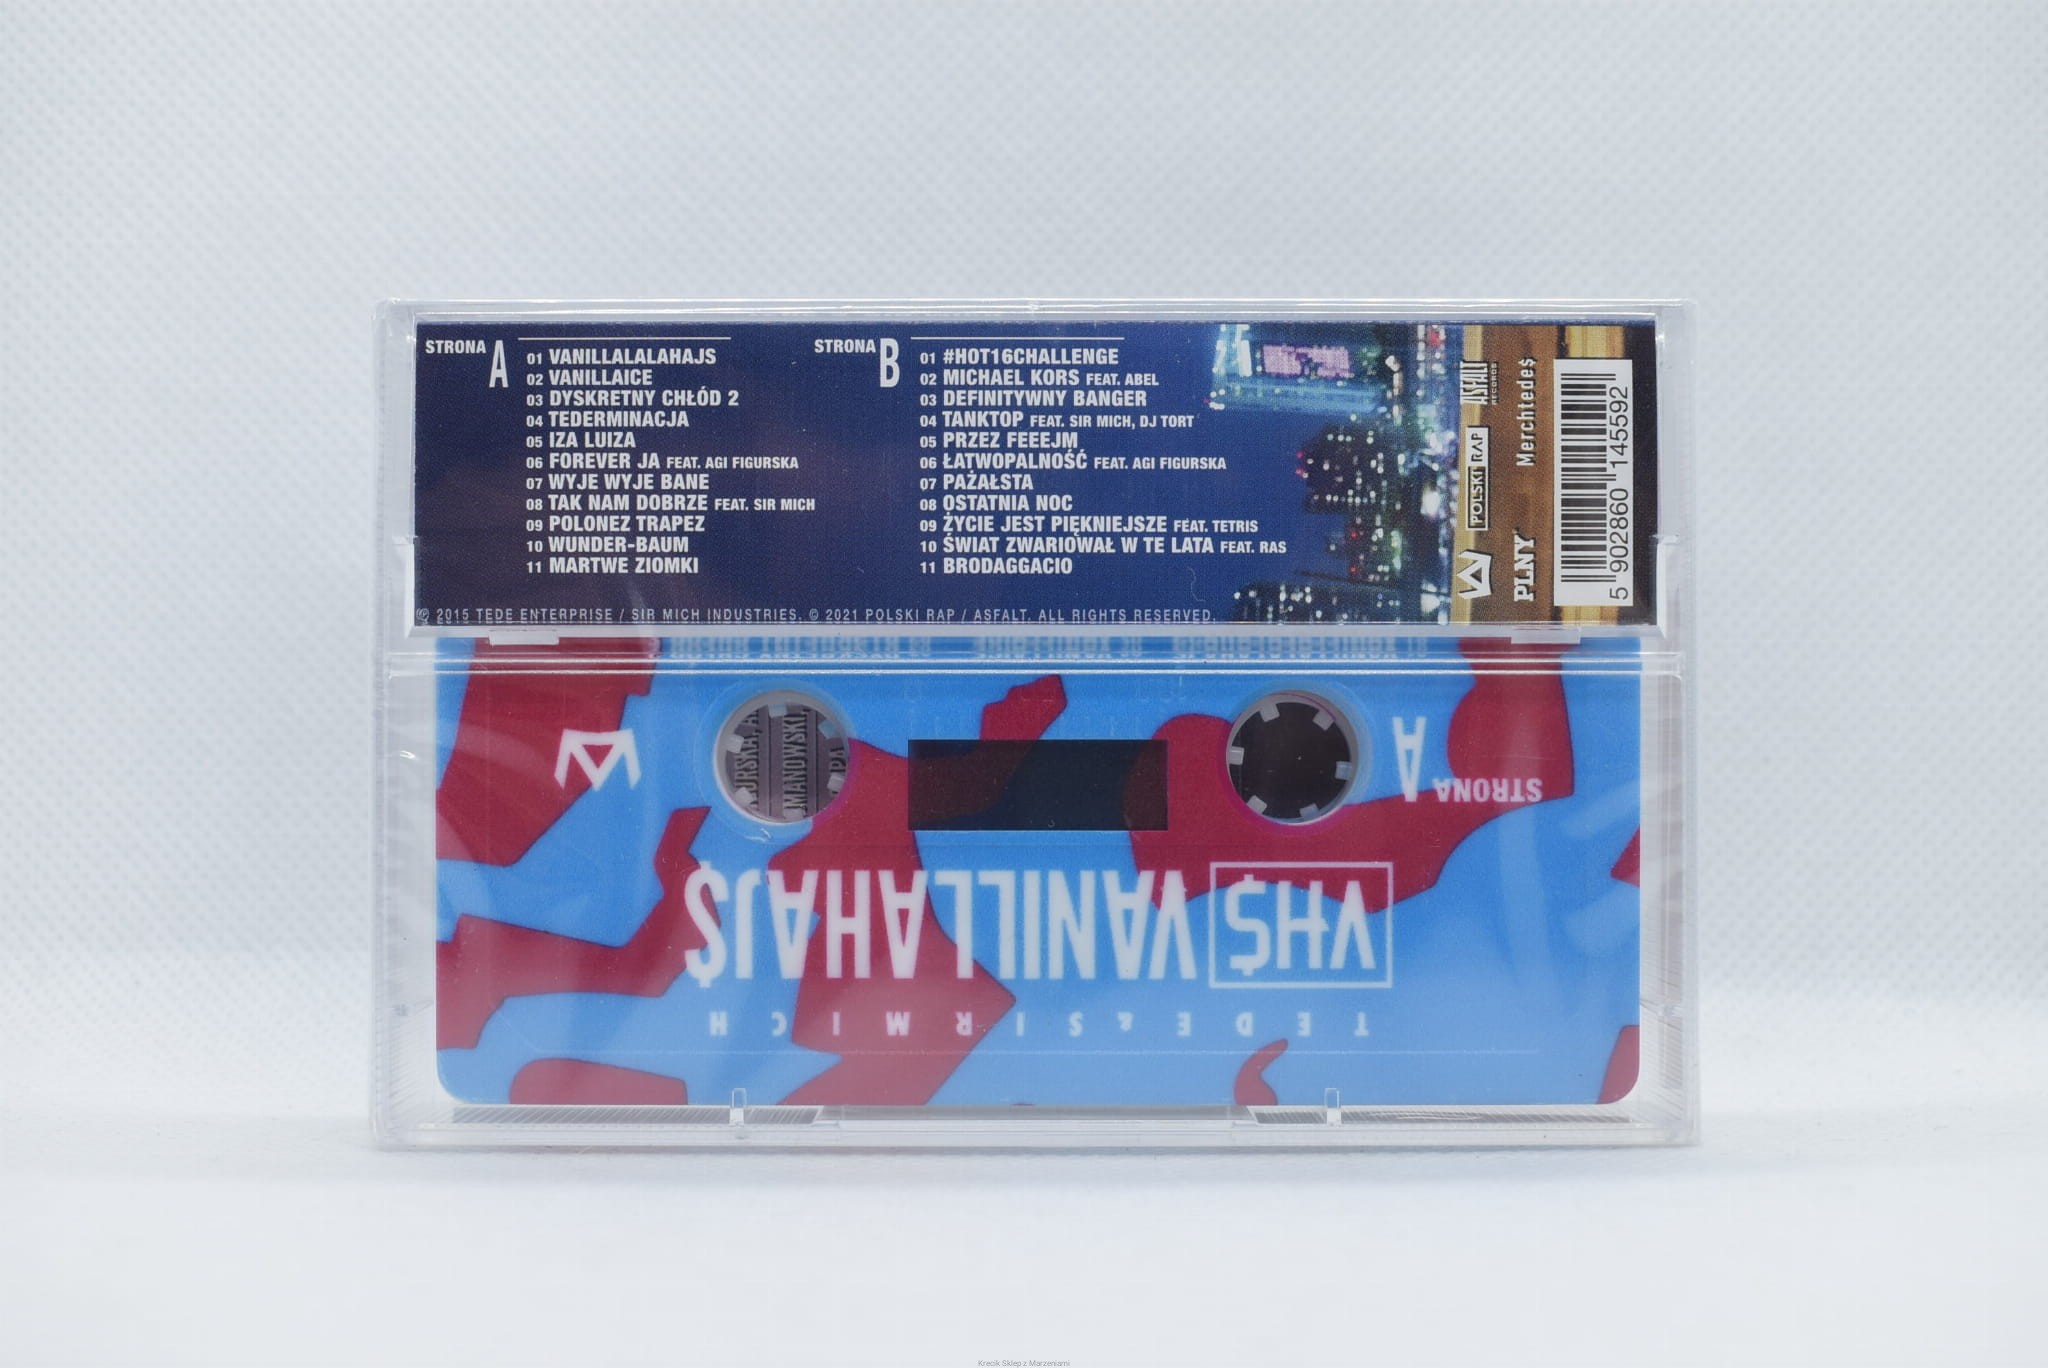 STRONA A
01 VANILLALALAHAJS
02 VANILLAICE
03 DYSKRETNY CHŁÓD 2
04 TEDERMINACJA
05 IZA LUIZA
06 FOREVER JA FEAT. AGI FIGURSKA
07 WYJE WYJE BANE
08 TAK NAM DOBRZE FEAT. SIR MICH
09 POLONEZ TRAPEZ
10 WUNDER-BAUM
11 MARTWE ZIOMKI
STRONA B
01 #HOT16CHALLENGE
02 MICHAEL KORS FEAT. ABEL
03 DEFINITYWNY BANGER
04 TANKTOP FEAT. SIR MICH, DJ TORT
05 PRZEZ FEEEJM
06 ŁATWOPALNOŚĆ FEAT. AGI FIGURSKA
07 PAŻAŁSTA
08 OSTATNIA NOC
09 ŻYCIE JEST PIĘKNIEJSZE FEAT. TETRIS
10 ŚWIAT ZWARIOWAŁ W TE LATA FEAT. RAS
11 BRODAGGACIO
℗ 2015 TEDE ENTERPRISE / SIR MICH INDUSTRIES. © 2021 POLSKI RAP / ASFALT. ALL RIGHTS RESERVED.
ASFALT
RECORDS
POLSKI RAP
Merchtede$
PLNY
5 902860 145592
MANOWSKI,
STRONA A
VH$ VANILLAHAJ$
TEDE & SIR MICH
Krecik Sklep z Marzeniami